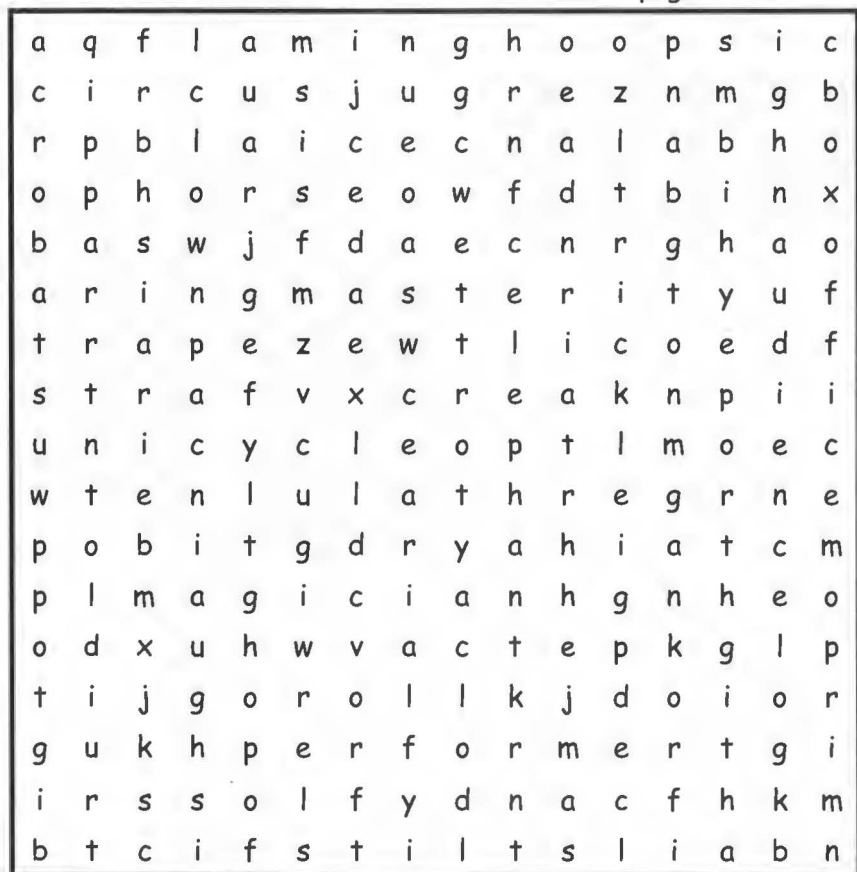 a q f l a m i n g h o o p s i c
c i r c u s j u g r e z n m g b
r p b l a i c e c n a l a b h o
o p h o r s e o w f d t b i n x
b a s w j f d a e c n r g h a o
a r i n g m a s t e r i t y u f
t r a p e z e w t l i c o e d f
s t r a f v x c r e a k n p i i
u n i c y c l e o p t l m o e c
w t e n l u l a t h r e g r n e
p o b i t g d r y a h i a t c m
p l m a g i c i a n h g n h e o
o d x u h w v a c t e p k g l p
t i j g o r o l l k j d o i o r
g u k h p e r f o r m e r t g i
i r s s o l f y d n a c f h k m
b t c i f s t i l t s l i a b n